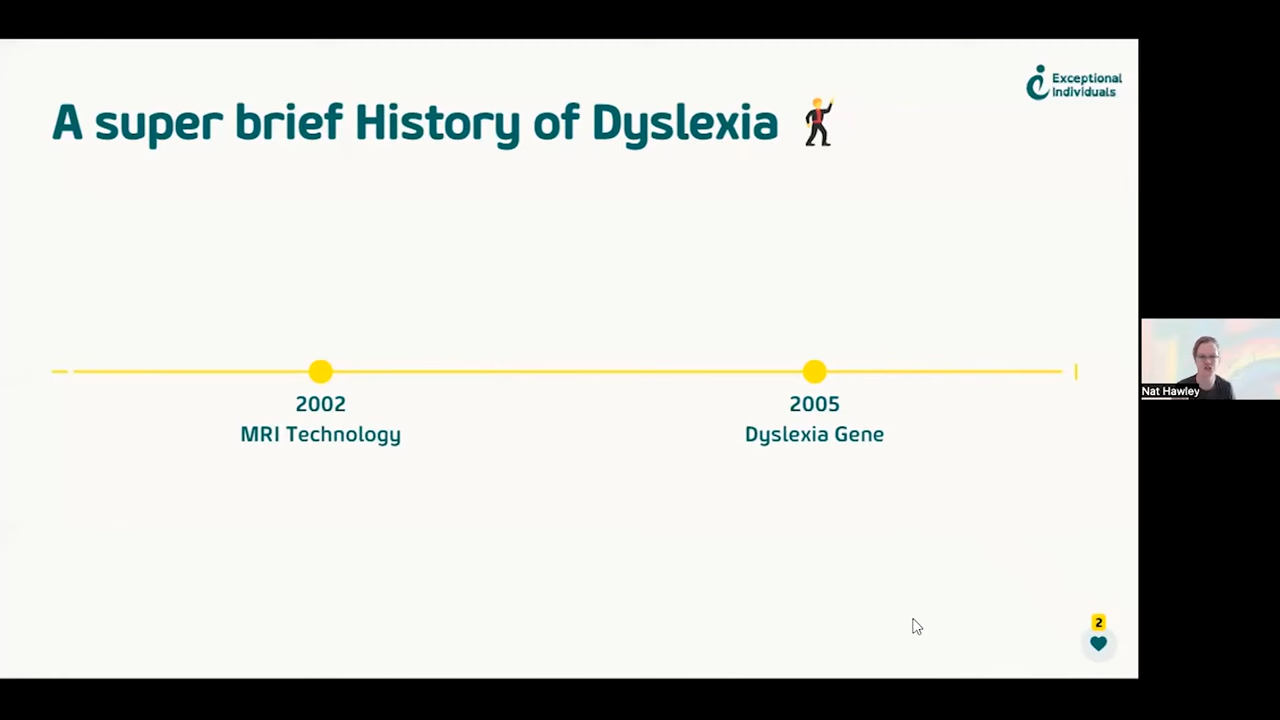 Exceptional
Individuals
A super brief History of Dyslexia
2002
MRI Technology
2005
Dyslexia Gene
Nat Hawley
2